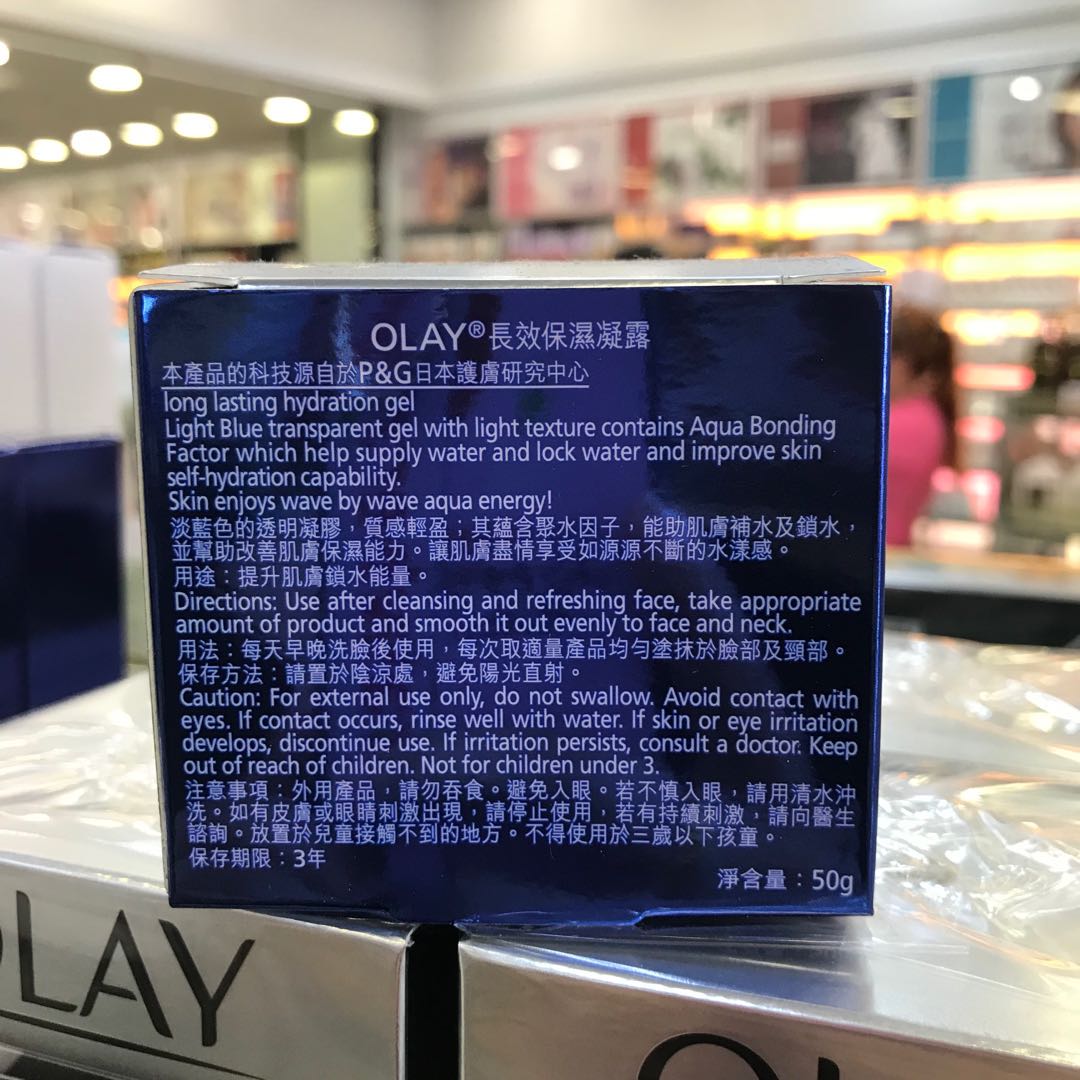 OLAY®長效保濕凝露
本產品的科技源自於P&G日本護膚研究中心
long lasting hydration gel
Light Blue transparent gel with light texture contains Aqua Bonding
Factor which help supply water and lock water and improve skin
self-hydration capability.
Skin enjoys wave by wave aqua energy!
淡藍色的透明凝膠，質感輕盈；其蘊含聚水因子，能助肌膚補水及鎖水，
並幫助改善肌膚保濕能力。讓肌膚盡情享受如源源不斷的水漾感。
用途：提升肌膚鎖水能量。
Directions: Use after cleansing and refreshing face, take appropriate
amount of product and smooth it out evenly to face and neck.
用法：每天早晚洗臉後使用，每次取適量產品均勻塗抹於臉部及頸部。
保存方法：請置於陰涼處，避免陽光直射。
Caution: For external use only, do not swallow. Avoid contact with
eyes. If contact occurs, rinse well with water. If skin or eye irritation
develops, discontinue use. If irritation persists, consult a doctor. Keep
out of reach of children. Not for children under 3.
注意事項：外用產品，請勿吞食。避免入眼。若不慎入眼，請用清水沖
洗。如有皮膚或眼睛刺激出現，請停止使用，若有持續刺激，請向醫生
諮詢。放置於兒童接觸不到的地方。不得使用於三歲以下孩童。
保存期限：3年
淨含量：50g
OLAY
OL